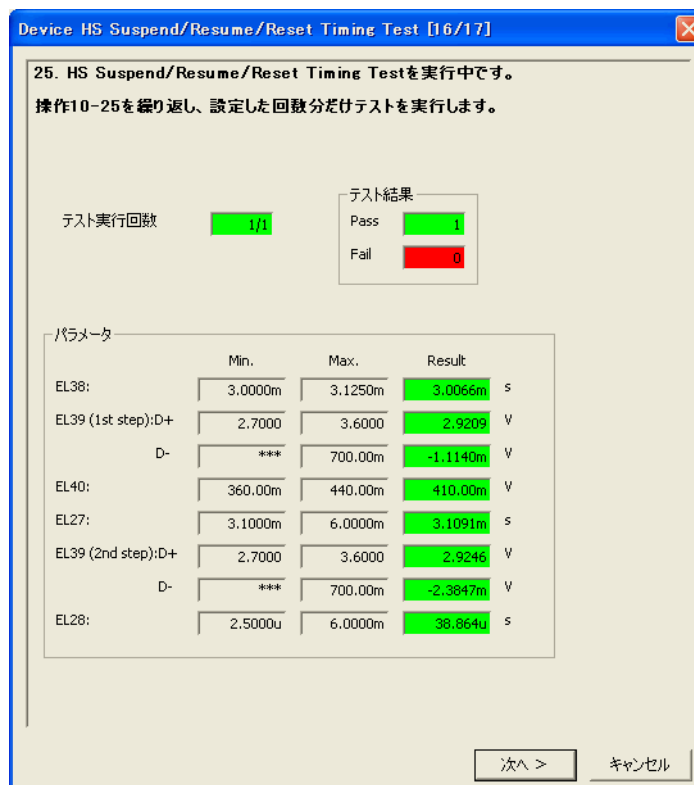 Device HS Suspend/Resume/Reset Timing Test [16/17]
25. HS Suspend/Resume/Reset Timing Testを実行中です。
操作10-25を繰り返し、設定した回数分だけテストを実行します。
テスト実行回数 1/1
テスト結果
Pass 1
Fail 0
パラメータ
Min. Max. Result
EL38: 3.0000m 3.1250m 3.0066m s
EL39 (1st step):D+ 2.7000 3.6000 2.9209 V
D- *** 700.00m -1.1140m V
EL40: 360.00m 440.00m 410.00m V
EL27: 3.1000m 6.0000m 3.1091m s
EL39 (2nd step):D+ 2.7000 3.6000 2.9246 V
D- *** 700.00m -2.3847m V
EL28: 2.5000u 6.0000m 38.864u s
次へ > キャンセル